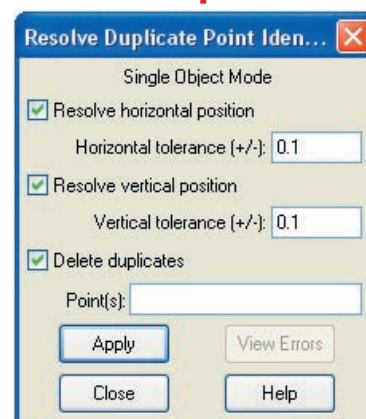 Resolve Duplicate Point Iden...
Single Object Mode
Resolve horizontal position
Horizontal tolerance (+/-): 0.1
Resolve vertical position
Vertical tolerance (+/-): 0.1
Delete duplicates
Point(s):
Apply View Errors
Close Help